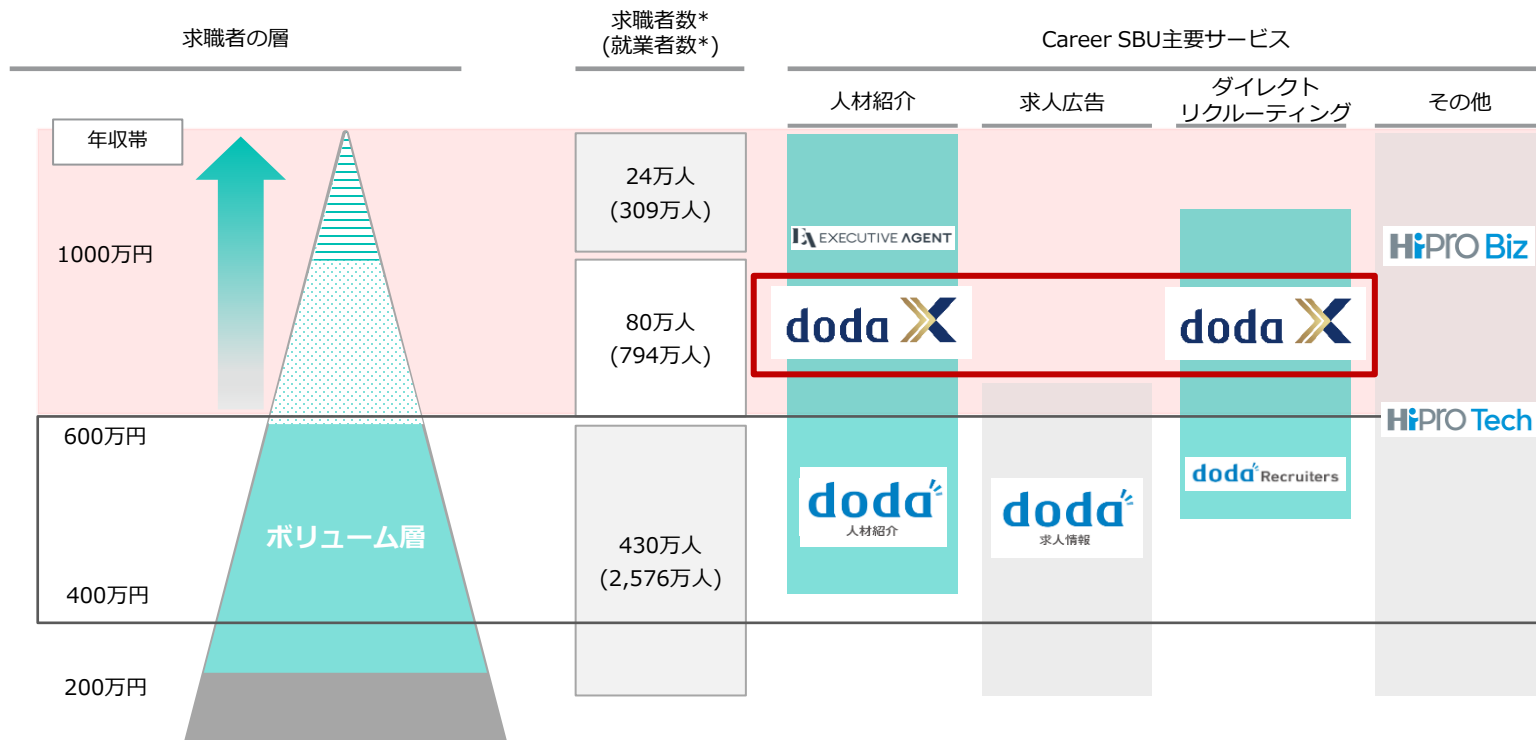 求職者の層
求職者数*
(就業者数*)
Career SBU主要サービス
人材紹介
求人広告
ダイレクト
リクルーティング
その他
年収帯
1000万円
600万円
400万円
200万円
ボリューム層
24万人
(309万人)
80万人
(794万人)
430万人
(2,576万人)
EA EXECUTIVE AGENT
doda X
doda X
HiPRO Biz
HiPRO Tech
doda
人材紹介
doda
求人情報
doda Recruiters